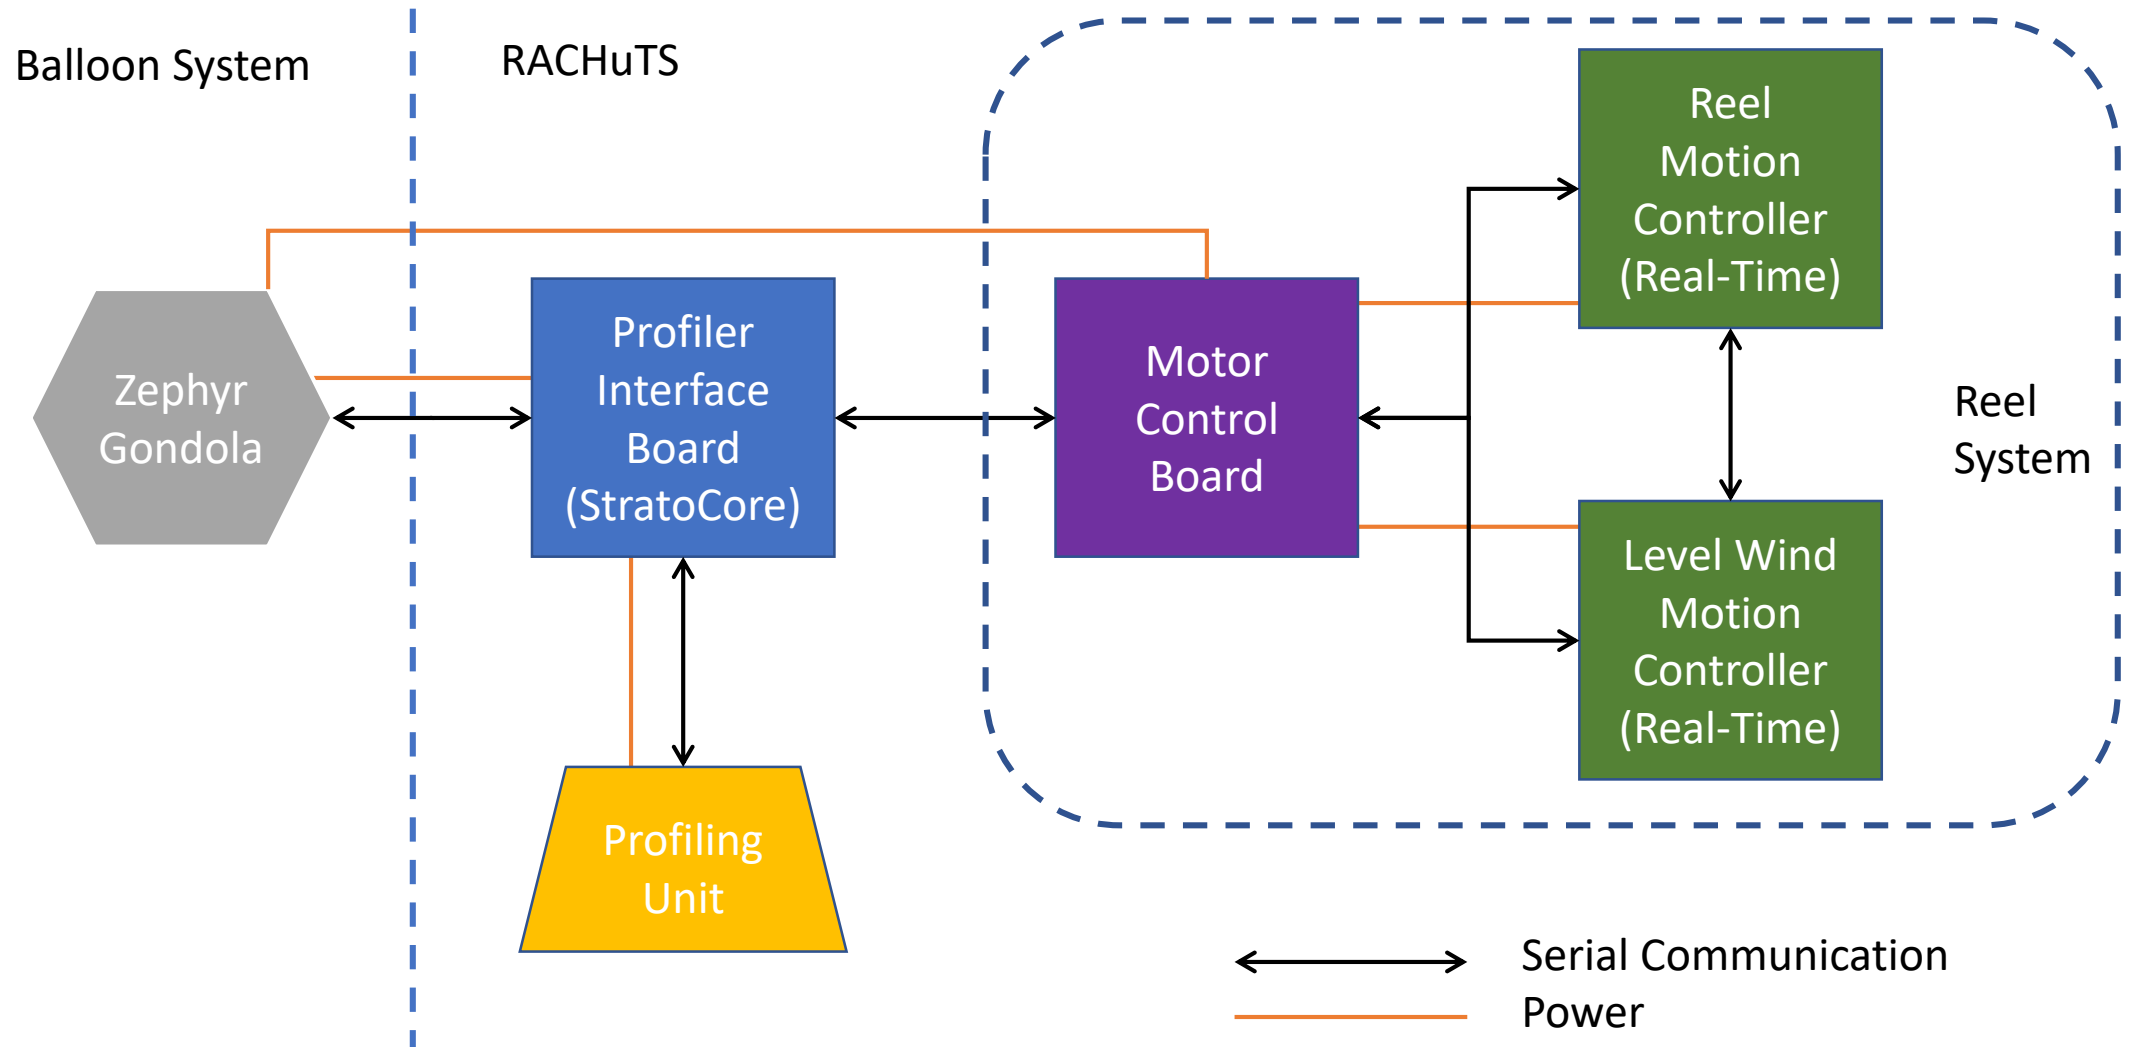 Balloon System
RACHuTS
Reel
Motion
Controller
(Real-Time)
Zephyr
Gondola
Profiler
Interface
Board
(StratoCore)
Motor
Control
Board
Reel
System
Level Wind
Motion
Controller
(Real-Time)
Profiling
Unit
Serial Communication
Power